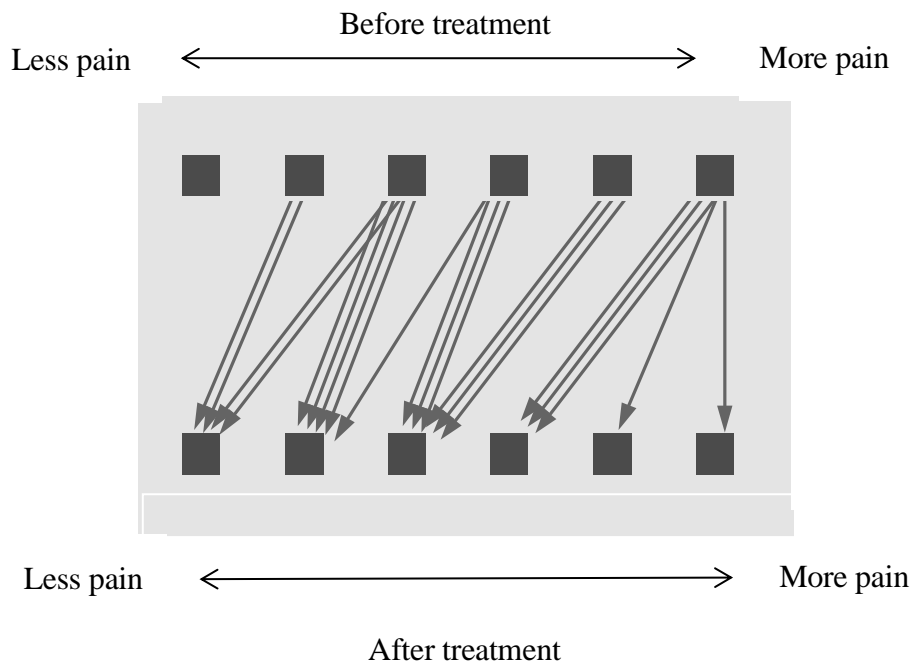 Before treatment
Less pain
More pain
Less pain
More pain
After treatment